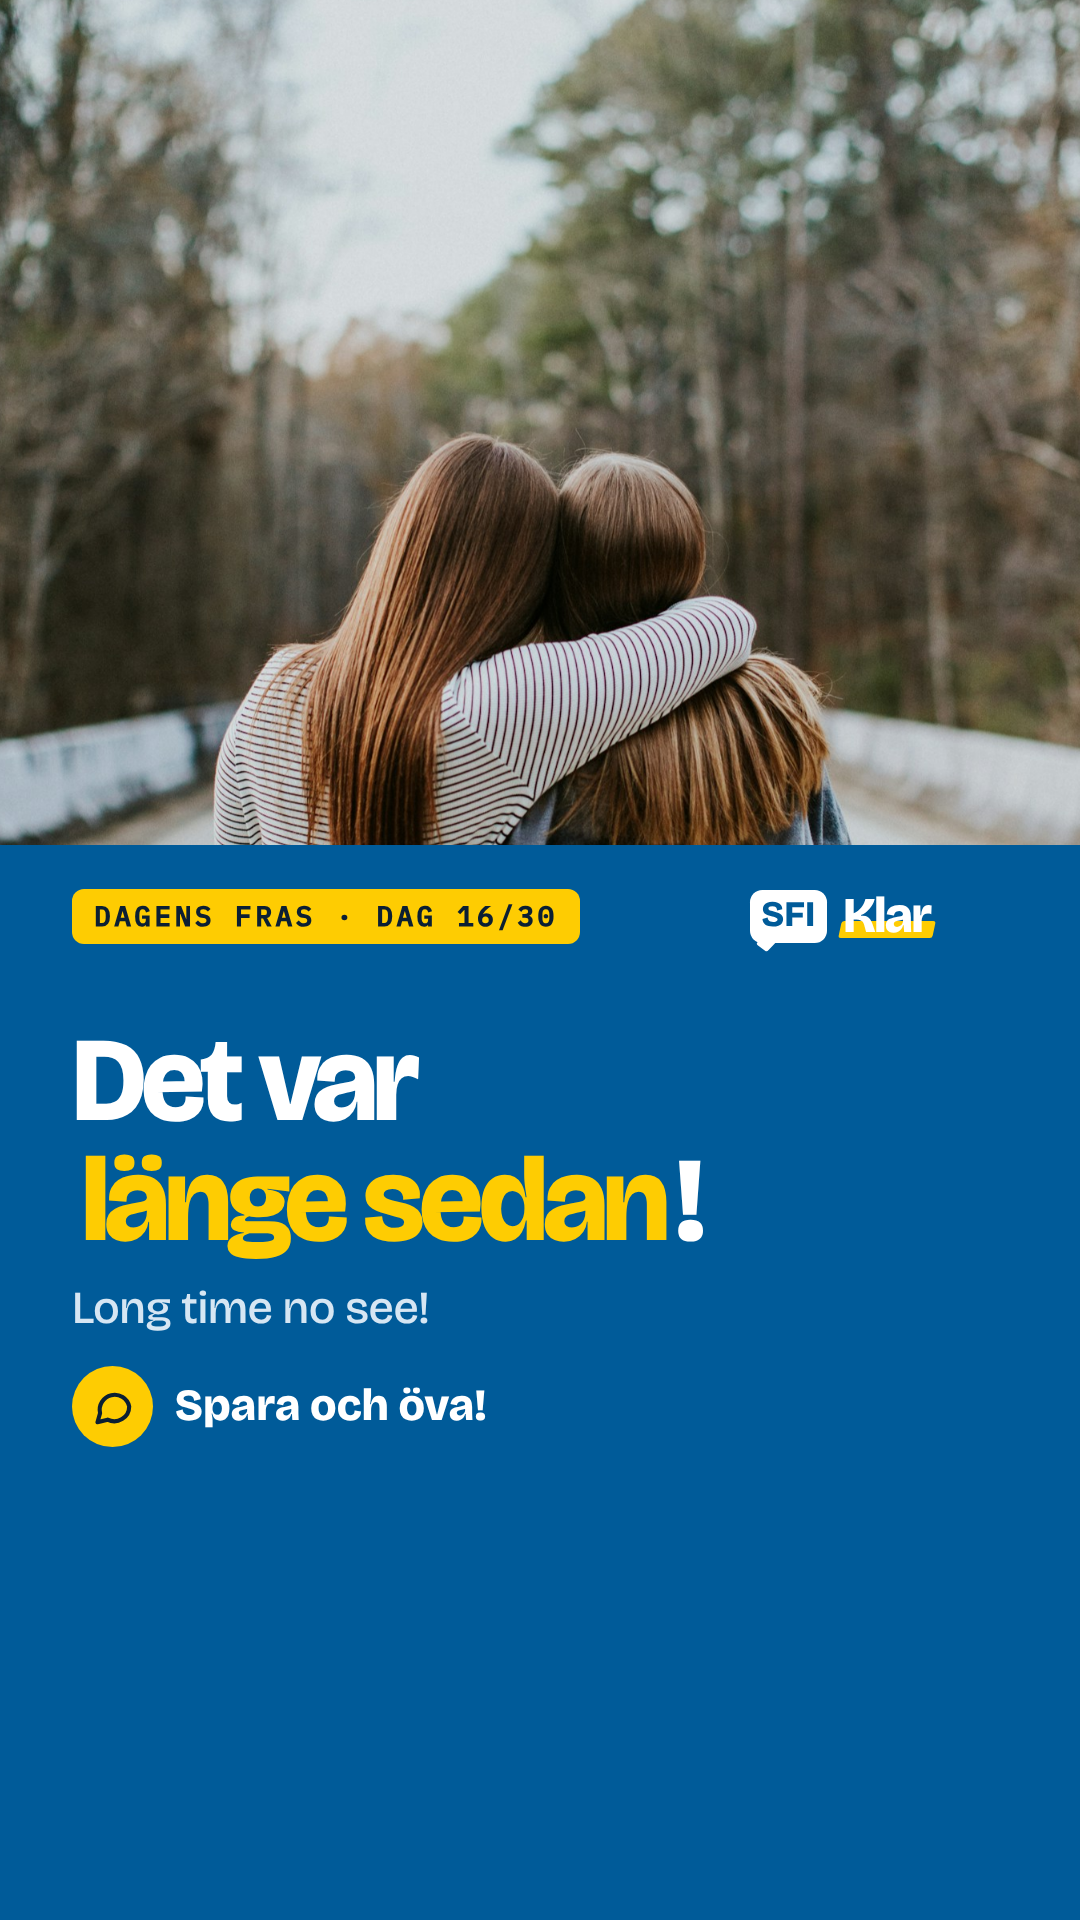 DAGENS FRAS · DAG 16/30
SFI Klar
Det var
länge sedan!
Long time no see!
Spara och öva!